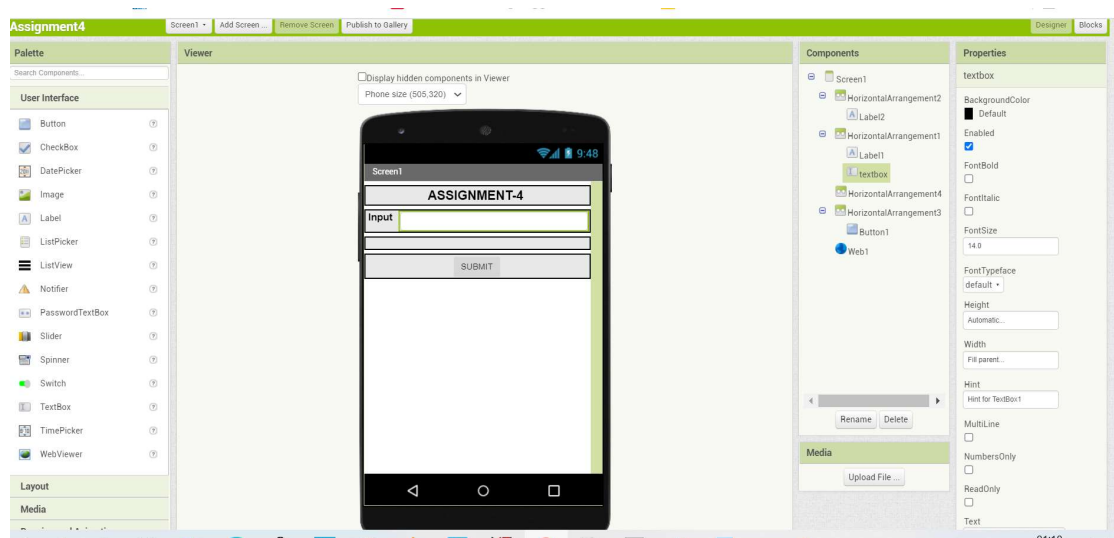 Assignment4
Screen1
Add Screen ...
Remove Screen
Publish to Gallery
Designer
Blocks
Palette
Search Components...
User Interface
Button
CheckBox
DatePicker
Image
Label
ListPicker
ListView
Notifier
PasswordTextBox
Slider
Spinner
Switch
TextBox
TimePicker
WebViewer
Layout
Media
Viewer
Display hidden components in Viewer
Phone size (505,320)
9:48
Screen1
ASSIGNMENT-4
Input
SUBMIT
Components
Screen1
HorizontalArrangement2
Label2
HorizontalArrangement1
Label1
textbox
HorizontalArrangement4
HorizontalArrangement3
Button1
Web1
Rename
Delete
Media
Upload File ...
Properties
textbox
BackgroundColor
Default
Enabled
FontBold
FontItalic
FontSize
14.0
FontTypeface
default
Height
Automatic...
Width
Fill parent...
Hint
Hint for TextBox1
MultiLine
NumbersOnly
ReadOnly
Text